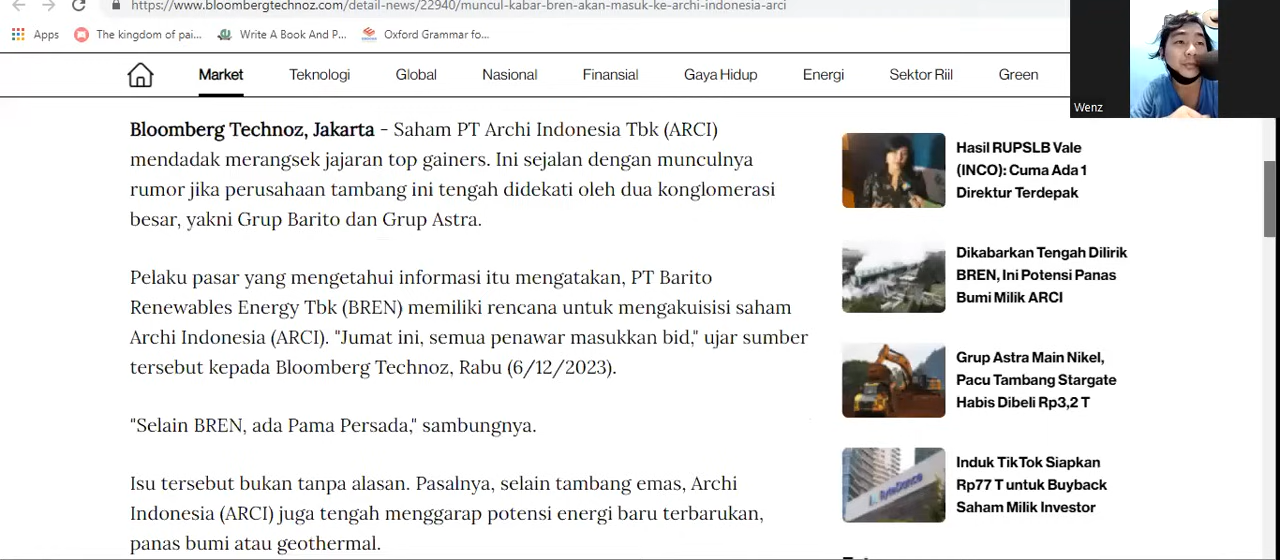 https://www.bloombergtechnoz.com/detail-news/22940/muncul-kabar-bren-akan-masuk-ke-archi-indonesia-arci
Apps
The kingdom of pai...
Write A Book And P...
Oxford Grammar fo...
Wenz
Market
Teknologi
Global
Nasional
Finansial
Gaya Hidup
Energi
Sektor Riil
Green
Bloomberg Technoz, Jakarta - Saham PT Archi Indonesia Tbk (ARCI)
mendadak merangsek jajaran top gainers. Ini sejalan dengan munculnya
rumor jika perusahaan tambang ini tengah didekati oleh dua konglomerasi
besar, yakni Grup Barito dan Grup Astra.
Pelaku pasar yang mengetahui informasi itu mengatakan, PT Barito
Renewables Energy Tbk (BREN) memiliki rencana untuk mengakuisisi saham
Archi Indonesia (ARCI). "Jumat ini, semua penawar masukkan bid," ujar sumber
tersebut kepada Bloomberg Technoz, Rabu (6/12/2023).
"Selain BREN, ada Pama Persada," sambungnya.
Isu tersebut bukan tanpa alasan. Pasalnya, selain tambang emas, Archi
Indonesia (ARCI) juga tengah menggarap potensi energi baru terbarukan,
panas bumi atau geothermal.
Hasil RUPSLB Vale
(INCO): Cuma Ada 1
Direktur Terdepak
Dikabarkan Tengah Dilirik
BREN, Ini Potensi Panas
Bumi Milik ARCI
Grup Astra Main Nikel,
Pacu Tambang Stargate
Habis Dibeli Rp3,2 T
ByteDance
Induk TikTok Siapkan
Rp77 T untuk Buyback
Saham Milik Investor